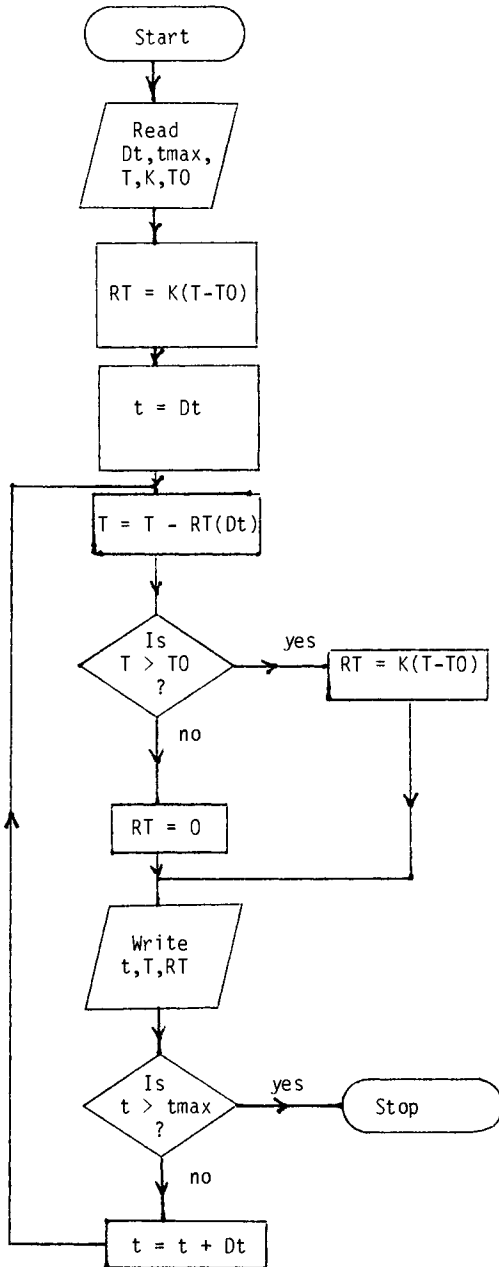 Start
Read
Dt,tmax,
T,K,TO
RT = K(T-TO)
t = Dt
T = T - RT(Dt)
Is
T > TO
?
yes
RT = K(T-TO)
no
RT = 0
Write
t,T,RT
Is
t > tmax
?
yes
Stop
no
t = t + Dt